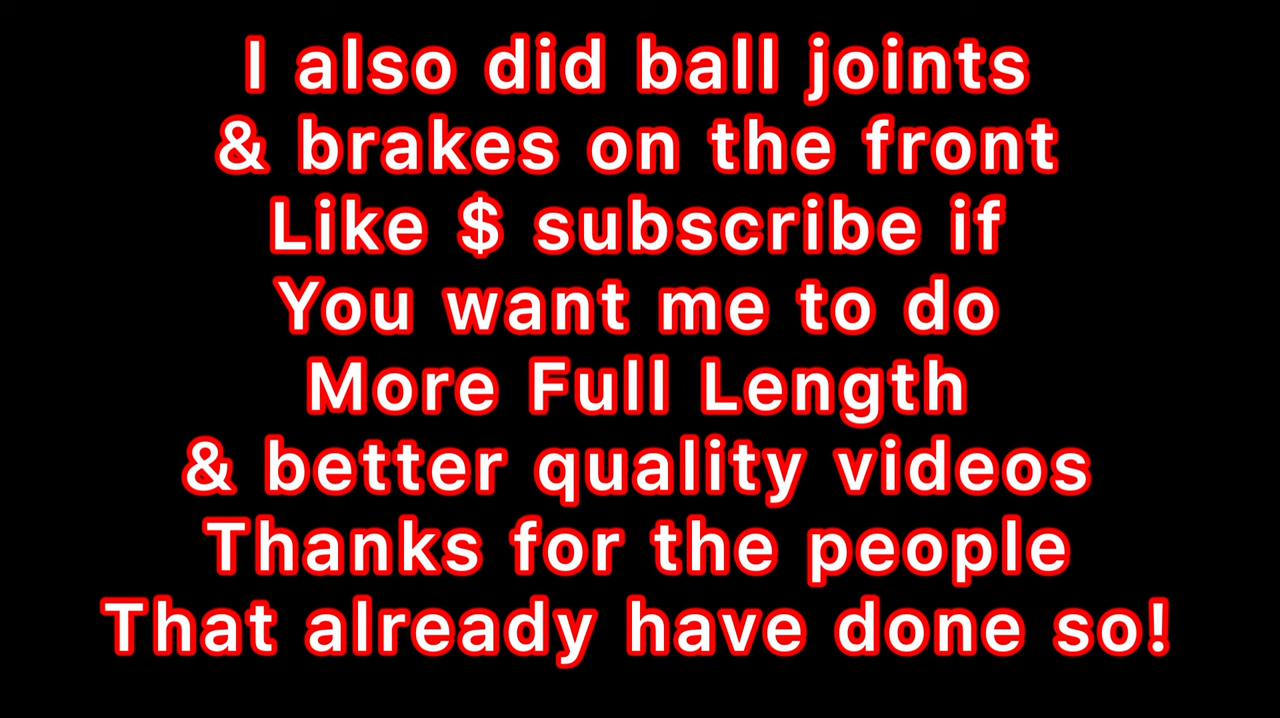 I also did ball joints
& brakes on the front
Like $ subscribe if
You want me to do
More Full Length
& better quality videos
Thanks for the people
That already have done so!